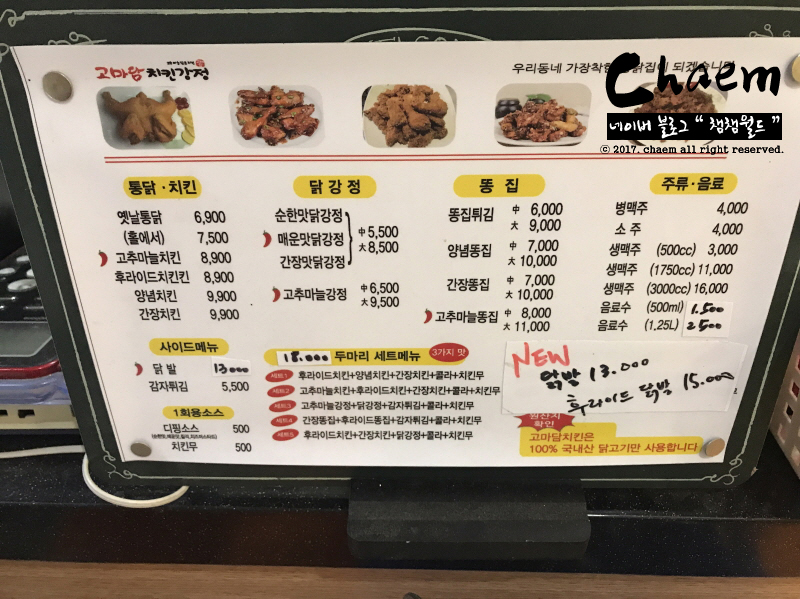 고마담 치킨강정
우리동네 가장착한 닭집이 되겠습니다
Chaem
네이버 블로그 “ 챔챔월드 ”
ⓒ 2017. chaem all right reserved.
통닭 · 치킨
옛날통닭 6,900
(홀에서) 7,500
고추마늘치킨 8,900
후라이드치킨킨 8,900
양념치킨 9,900
간장치킨 9,900
닭강정
순한맛닭강정
매운맛닭강정
간장맛닭강정
中 5,500
大 8,500
고추마늘강정
中 6,500
大 9,500
똥집
똥집튀김 中 6,000
大 9,000
양념똥집 中 7,000
大 10,000
간장똥집 中 7,000
大 10,000
고추마늘똥집 中 8,000
大 11,000
주류 · 음료
병맥주 4,000
소 주 4,000
생맥주 (500cc) 3,000
생맥주 (1750cc) 11,000
생맥주 (3000cc) 16,000
음료수 (500ml) 1.500
음료수 (1.25L) 2500
사이드메뉴
닭 발 13000
감자튀김 5,500
1회용소스
디핑소스 500
치킨무 500
18.000 두마리 세트메뉴 3가지 맛
세트1 후라이드치킨+양념치킨+간장치킨+콜라+치킨무
세트2 고추마늘치킨+후라이드치킨+간장치킨+콜라+치킨무
세트3 고추마늘강정+닭강정+감자튀김+콜라+치킨무
세트4 간장똥집+후라이드똥집+감자튀김+콜라+치킨무
세트5 후라이드치킨+간장치킨+닭강정+콜라+치킨무
NEW
닭발 13.000
후라이드 닭발 15.000
원산지
확인
고마담치킨은
100% 국내산 닭고기만 사용합니다